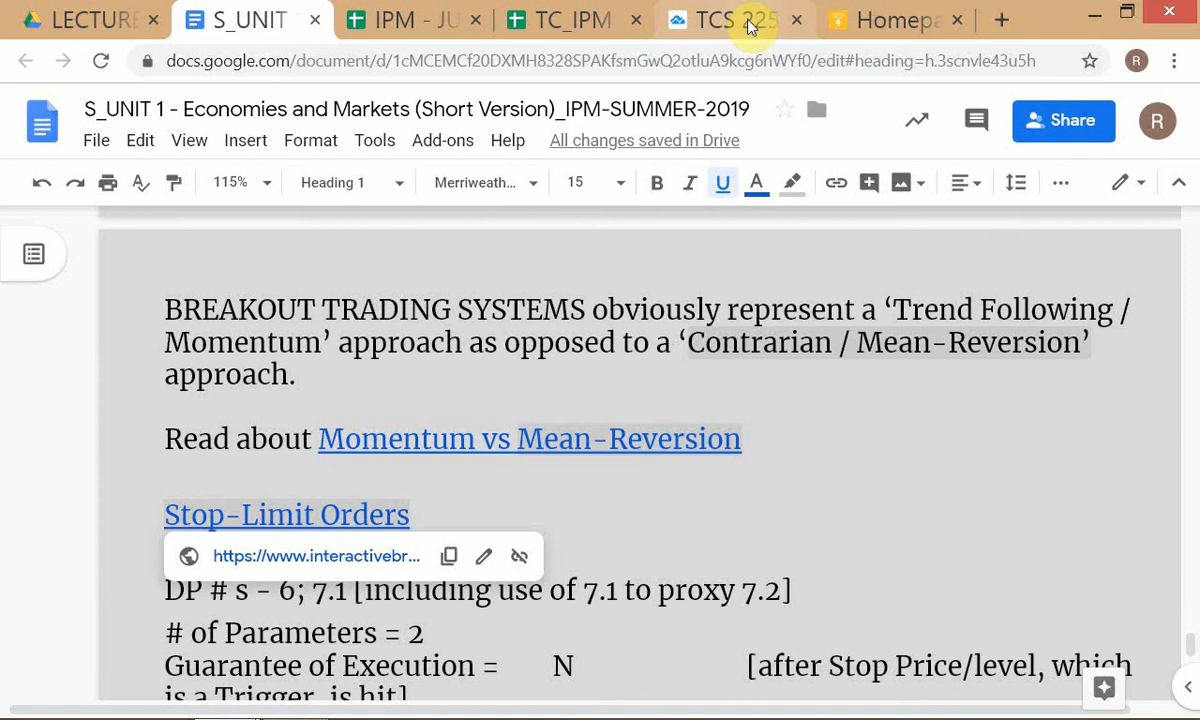 LECTUR
S_UNIT
IPM - JU
TC_IPM
TCS 225
Homepa
docs.google.com/document/d/1cMCEMCf20DXMH8328SPAKfsmGwQ2otluA9kcg6nWYf0/edit#heading=h.3scnvle43u5h
R
S_UNIT 1 - Economies and Markets (Short Version)_IPM-SUMMER-2019
Share
R
File Edit View Insert Format Tools Add-ons Help All changes saved in Drive
115% Heading 1 Merriweath... 15 B I U A
BREAKOUT TRADING SYSTEMS obviously represent a ‘Trend Following /
Momentum’ approach as opposed to a ‘Contrarian / Mean-Reversion’
approach.
Read about Momentum vs Mean-Reversion
Stop-Limit Orders
https://www.interactivebr...
DP # s - 6; 7.1 [including use of 7.1 to proxy 7.2]
# of Parameters = 2
Guarantee of Execution = N [after Stop Price/level, which
is a Trigger, is hit]